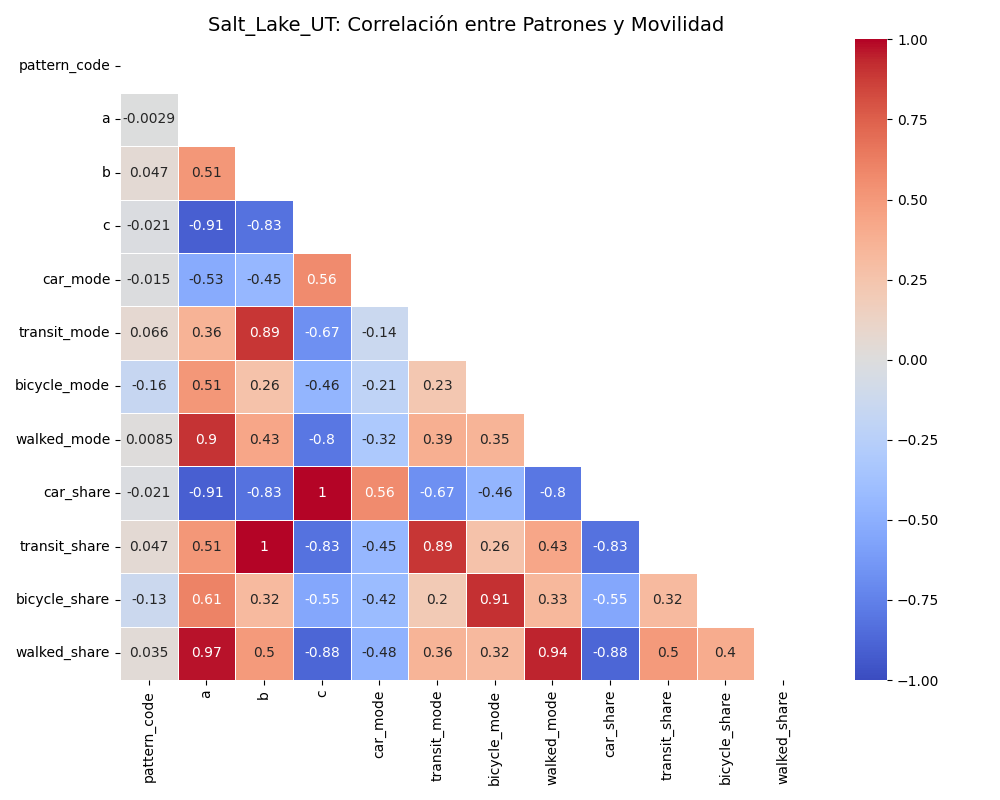 Salt_Lake_UT: Correlación entre Patrones y Movilidad
pattern_code
a -0.0029
b 0.047 0.51
c -0.021 -0.91 -0.83
car_mode -0.015 -0.53 -0.45 0.56
transit_mode 0.066 0.36 0.89 -0.67 -0.14
bicycle_mode -0.16 0.51 0.26 -0.46 -0.21 0.23
walked_mode 0.0085 0.9 0.43 -0.8 -0.32 0.39 0.35
car_share -0.021 -0.91 -0.83 1 0.56 -0.67 -0.46 -0.8
transit_share 0.047 0.51 1 -0.83 -0.45 0.89 0.26 0.43 -0.83
bicycle_share -0.13 0.61 0.32 -0.55 -0.42 0.2 0.91 0.33 -0.55 0.32
walked_share 0.035 0.97 0.5 -0.88 -0.48 0.36 0.32 0.94 -0.88 0.5 0.4
pattern_code a b c car_mode transit_mode bicycle_mode walked_mode car_share transit_share bicycle_share walked_share
1.00
0.75
0.50
0.25
0.00
−0.25
−0.50
−0.75
−1.00